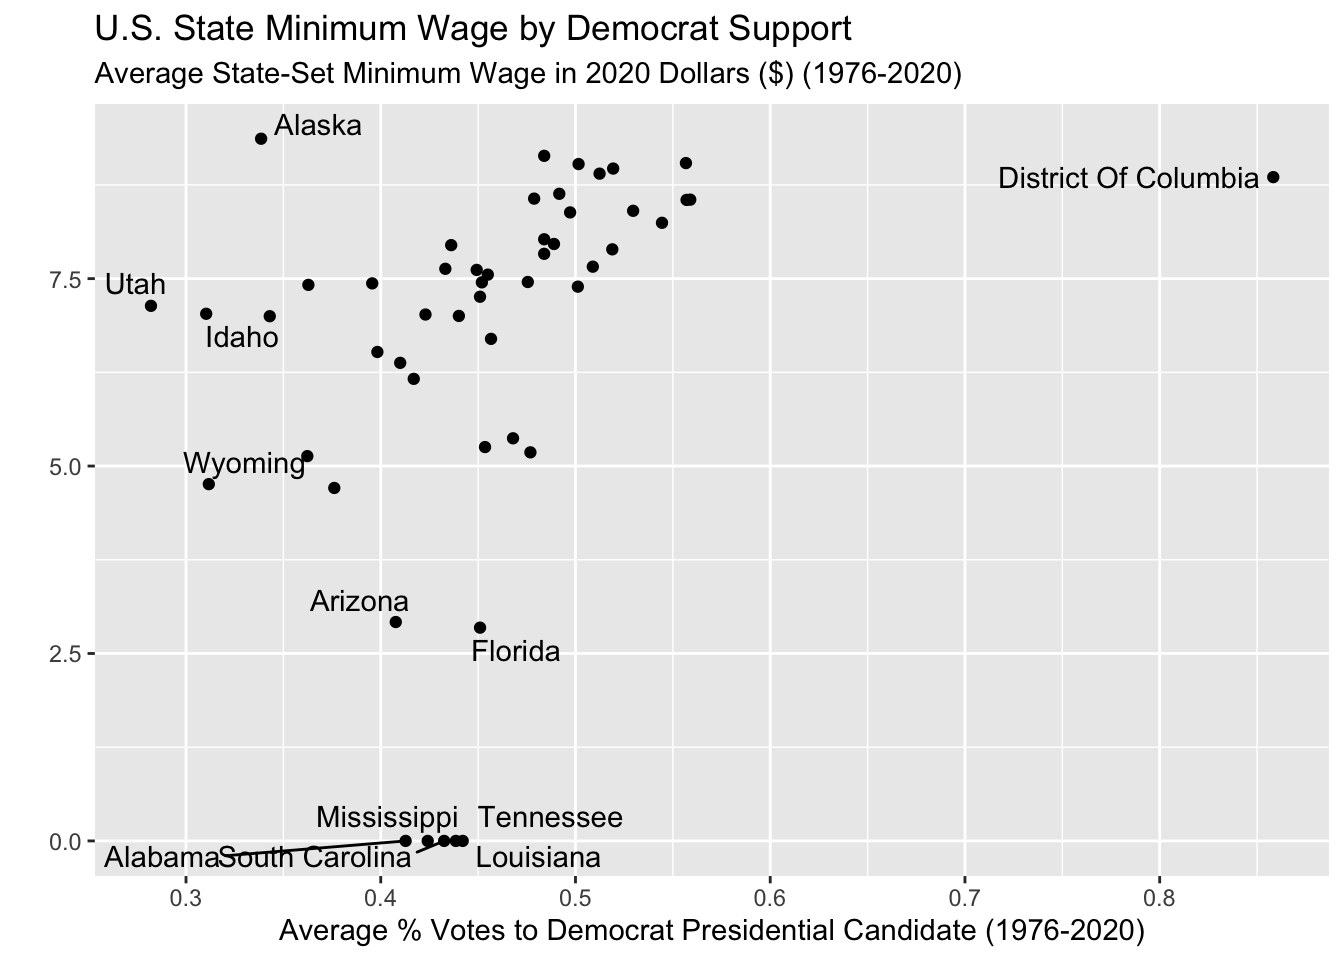 U.S. State Minimum Wage by Democrat Support
Average State-Set Minimum Wage in 2020 Dollars ($) (1976-2020)
Alaska
District Of Columbia
7.5
Utah
Idaho
5.0
Wyoming
Arizona
2.5
Florida
Mississippi
Tennessee
0.0
Alabama
South Carolina
Louisiana
0.3 0.4 0.5 0.6 0.7 0.8
Average % Votes to Democrat Presidential Candidate (1976-2020)